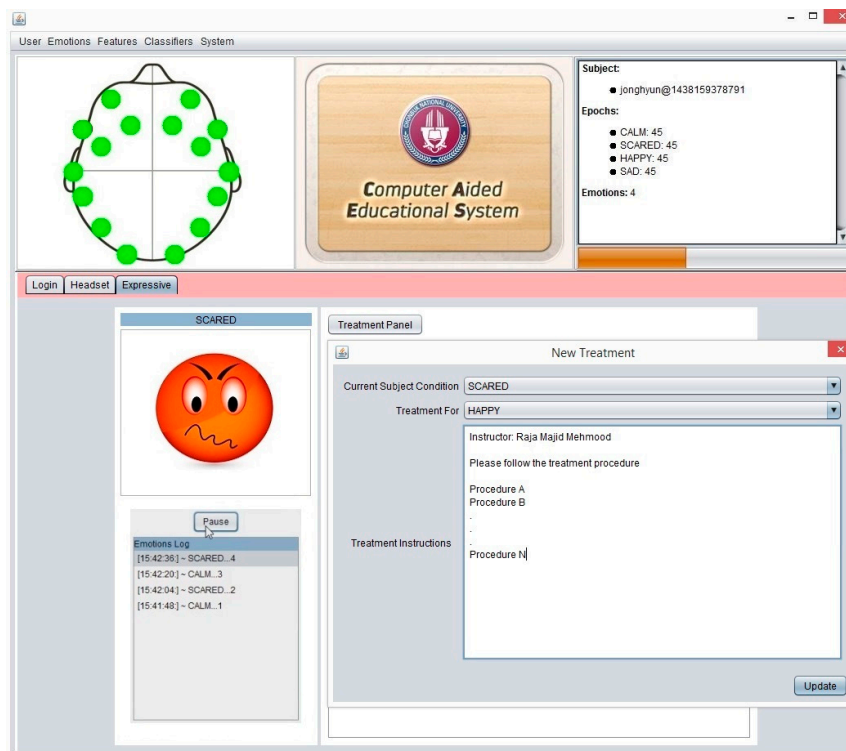 User Emotions Features Classifiers System
CHONBUK NATIONAL UNIVERSITY
Computer Aided
Educational System
Subject:
jonghyun@1438159378791
Epochs:
CALM: 45
SCARED: 45
HAPPY: 45
SAD: 45
Emotions: 4
Login Headset Expressive
SCARED
Pause
Emotions Log
[15:42:36:] ~ SCARED...4
[15:42:20:] ~ CALM...3
[15:42:04:] ~ SCARED...2
[15:41:48:] ~ CALM...1
Treatment Panel
New Treatment
Current Subject Condition SCARED
Treatment For HAPPY
Treatment Instructions
Instructor: Raja Majid Mehmood
Please follow the treatment procedure
Procedure A
Procedure B
.
.
.
Procedure N
Update